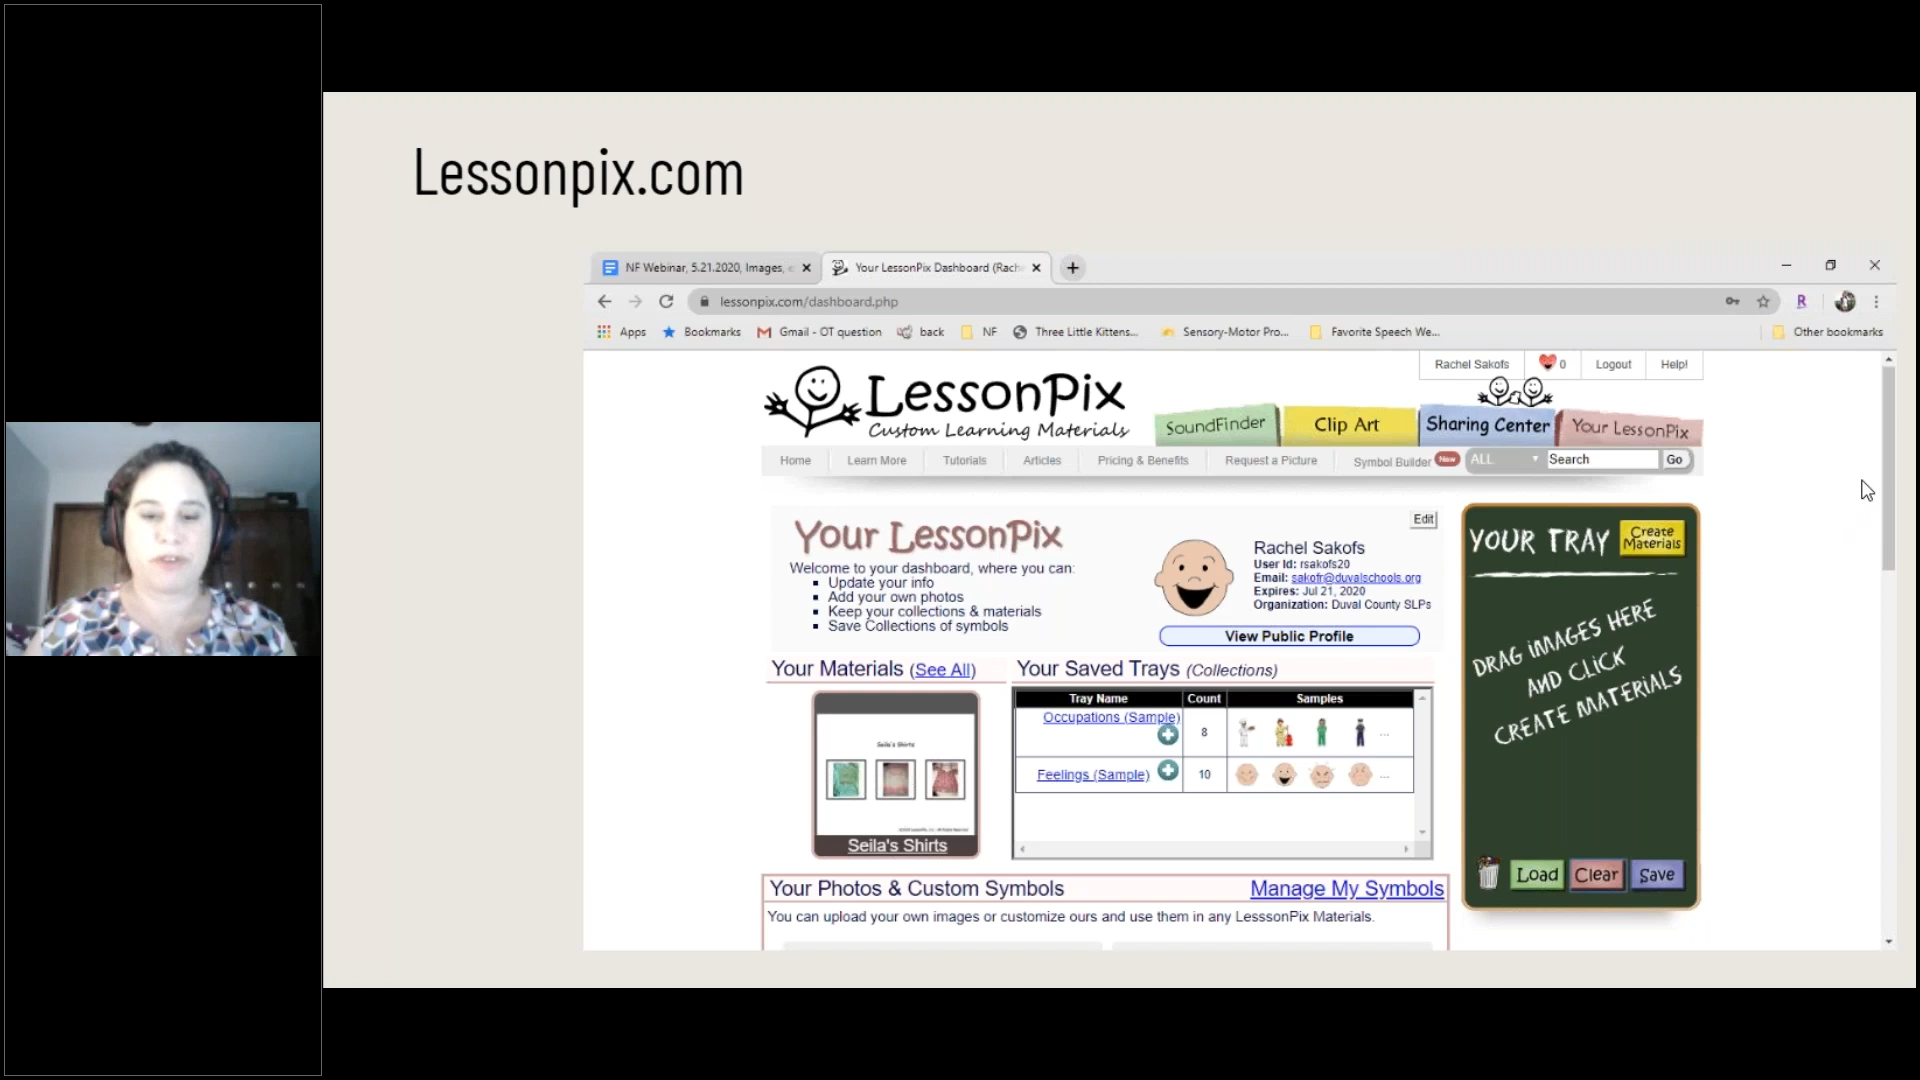 Lessonpix.com
NF Webinar, 5.21.2020, Images,
Your LessonPix Dashboard (Rach
lessonpix.com/dashboard.php
R
Apps
Bookmarks
Gmail - OT question
back
NF
Three Little Kittens...
Sensory-Motor Pro...
Favorite Speech We...
Other bookmarks
Rachel Sakofs
0
Logout
Help!
LessonPix
Custom Learning Materials
SoundFinder
Clip Art
Sharing Center
Your LessonPix
Home
Learn More
Tutorials
Articles
Pricing & Benefits
Request a Picture
Symbol Builder
New
ALL
Search
Go
Your LessonPix
Edit
Welcome to your dashboard, where you can:
Update your info
Add your own photos
Keep your collections & materials
Save Collections of symbols
Rachel Sakofs
User Id: rsakofs20
Email: sakofr@duvalschools.org
Expires: Jul 21, 2020
Organization: Duval County SLPs
View Public Profile
YOUR TRAY
Create
Materials
DRAG IMAGES HERE
AND CLICK
CREATE MATERIALS
Load
Clear
Save
Your Materials (See All)
Seila's Shirts
Seila's Shirts
Your Saved Trays (Collections)
Tray Name Count Samples
Occupations (Sample) 8 ...
Feelings (Sample) 10 ...
Your Photos & Custom Symbols
Manage My Symbols
You can upload your own images or customize ours and use them in any LesssonPix Materials.